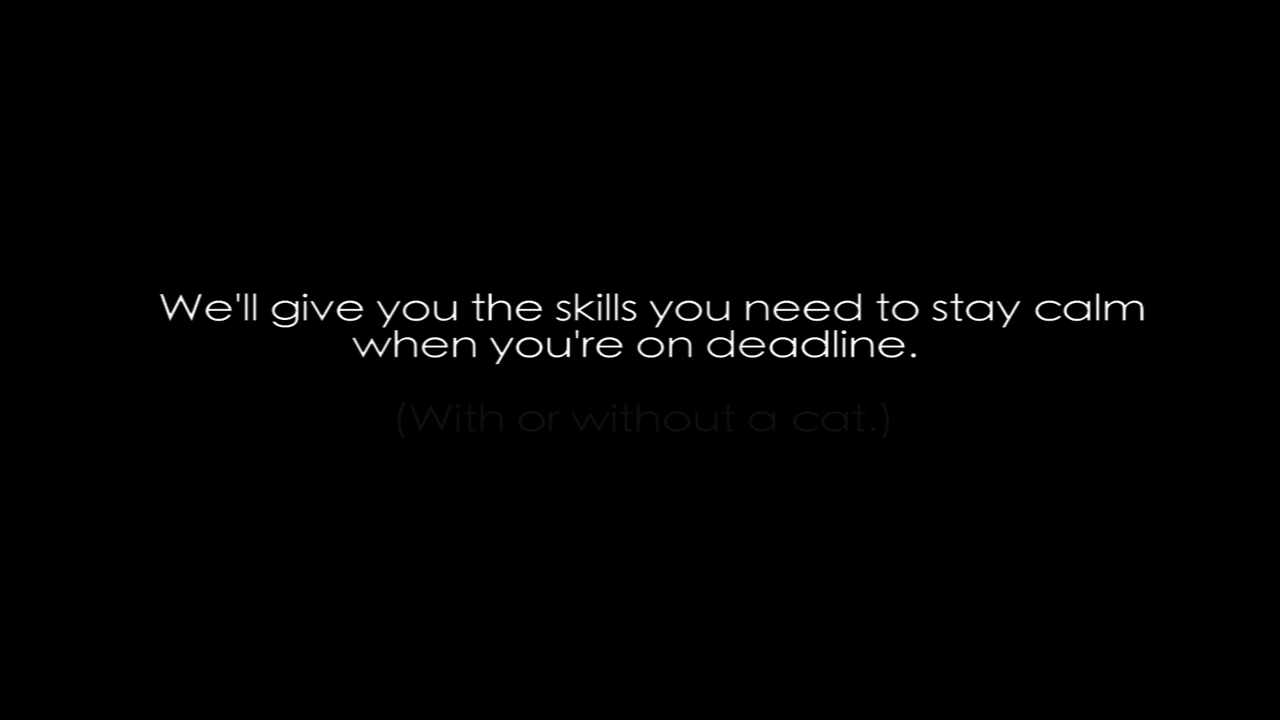 We'll give you the skills you need to stay calm
when you're on deadline.
(With or without a cat.)